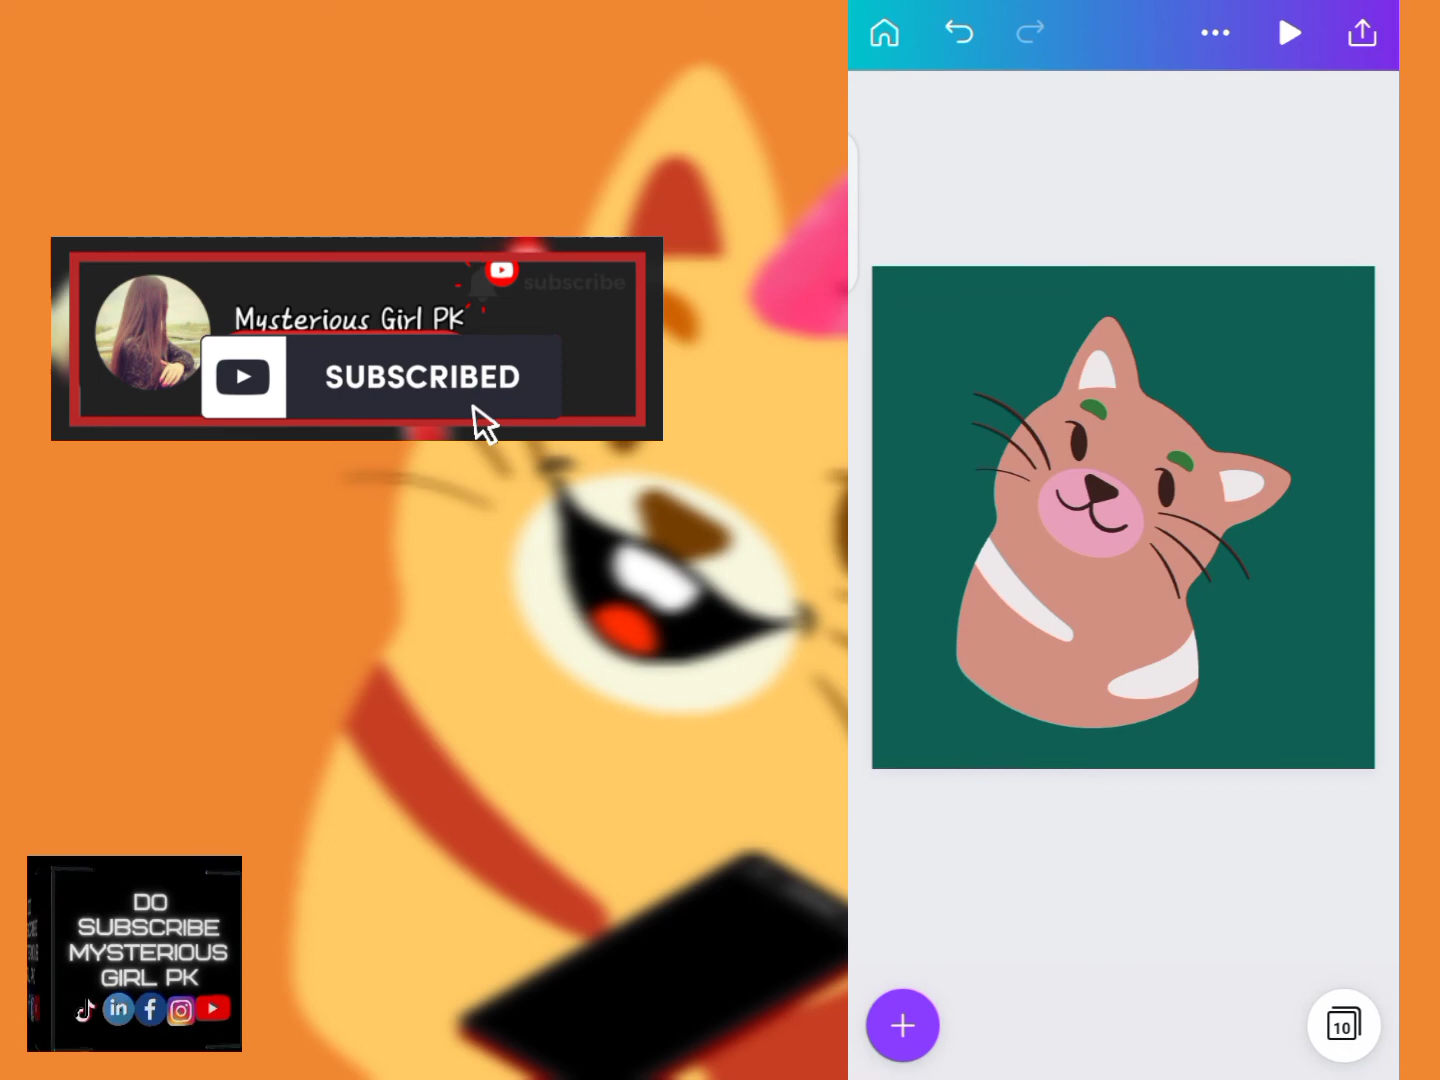 subscribe
Mysterious Girl PK
SUBSCRIBED
DO
SUBSCRIBE
MYSTERIOUS
GIRL PK
in
f
10